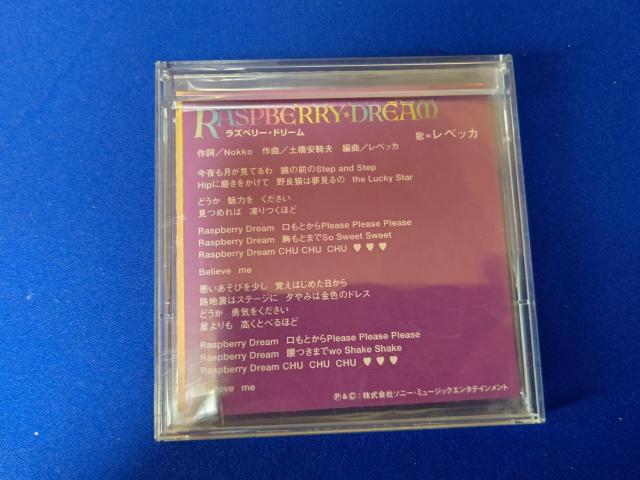 RASPBERRY・DREAM
ラズベリー・ドリーム
作詞／Nokko　作曲／土橋安騎夫　編曲／レベッカ　歌＝レベッカ
今夜も月が見てるわ　鏡の前のStep and Step
Hipに磨きをかけて　野良猫は夢見るの　the Lucky Star
どうか　魅力を　ください
見つめれば　凍りつくほど
Raspberry Dream　口もとからPlease Please Please
Raspberry Dream　胸もとまでSo Sweet Sweet
Raspberry Dream CHU CHU CHU ♥ ♥ ♥
Believe me
悪いあそびを少し　覚えはじめた日から
路地裏はステージに　夕やみは金色のドレス
どうか　勇気をください
星よりも　高くとべるほど
Raspberry Dream　口もとからPlease Please Please
Raspberry Dream　腰つきまでwo Shake Shake
Raspberry Dream CHU CHU CHU ♥ ♥ ♥
Believe me
Ⓟ&Ⓒ：株式会社ソニー・ミュージックエンタテインメント